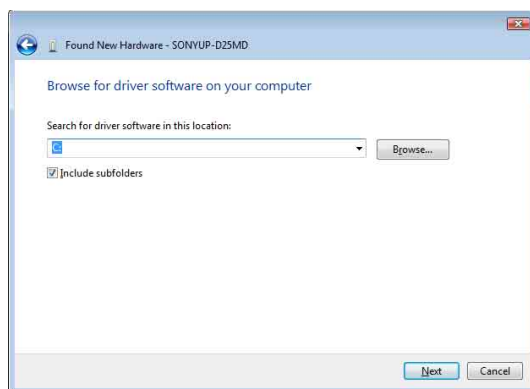 Found New Hardware - SONYUP-D25MD
Browse for driver software on your computer
Search for driver software in this location:
C:
Browse...
Include subfolders
Next
Cancel